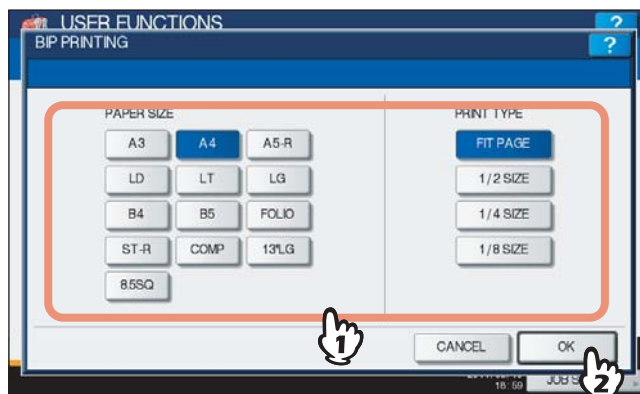 USER FUNCTIONS ?
BIP PRINTING ?
PAPER SIZE PRINT TYPE
A3 A4 A5-R FIT PAGE
LD LT LG 1/2 SIZE
B4 B5 FOLIO 1/4 SIZE
ST-R COMP 13"LG 1/8 SIZE
8.5SQ
1
CANCEL OK
2
16:59 JOB S